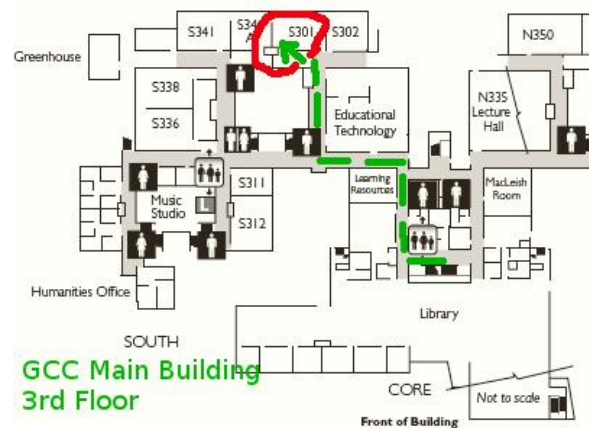 S341
S34
A
S301
S302
N350
Greenhouse
S338
S336
Educational
Technology
N335
Lecture
Hall
S311
Learning
Resources
MacLeish
Room
Music
Studio
L
S312
Humanities Office
Library
SOUTH
GCC Main Building
3rd Floor
CORE
Not to scale
Front of Building